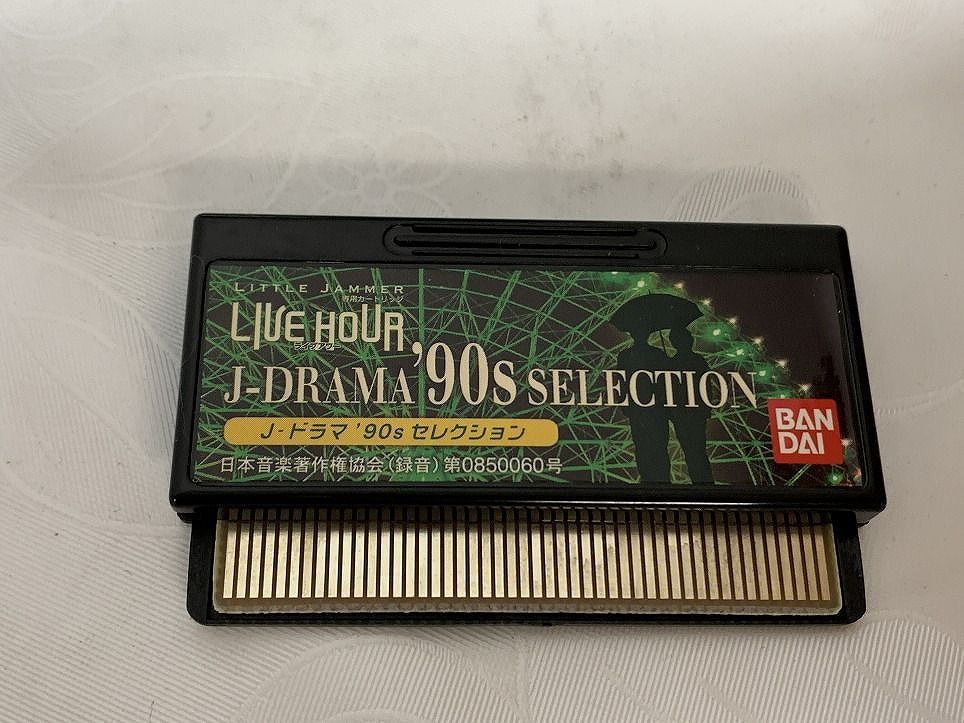 LITTLE JAMMER
専用カートリッジ
LIVE HOUR
ライブアワー
J-DRAMA '90s SELECTION
J-ドラマ '90s セレクション
BAN
DAI
日本音楽著作権協会(録音)第0850060号